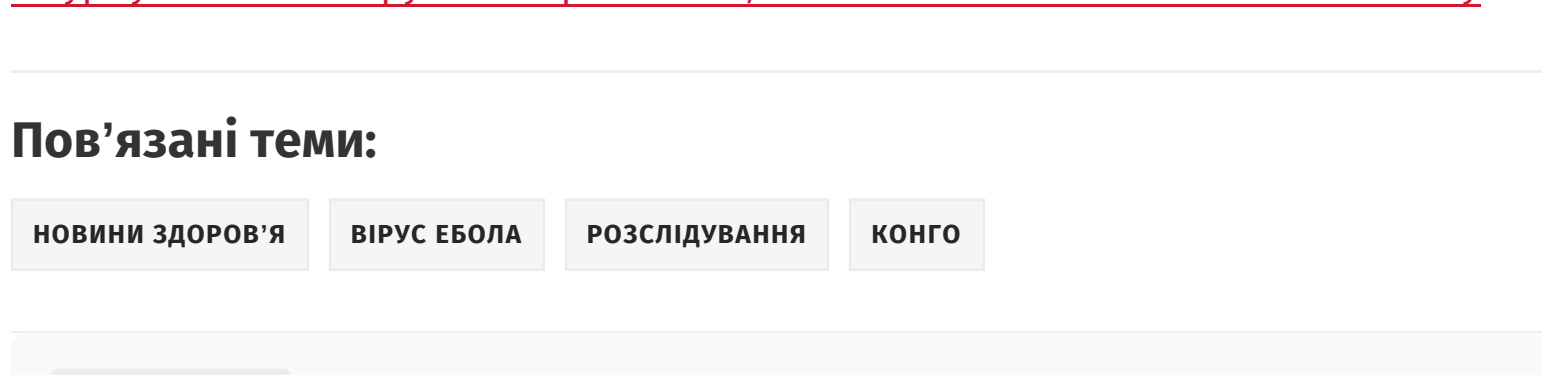 Пов’язані теми:
НОВИНИ ЗДОРОВ’Я ВІРУС ЕБОЛА РОЗСЛІДУВАННЯ КОНГО